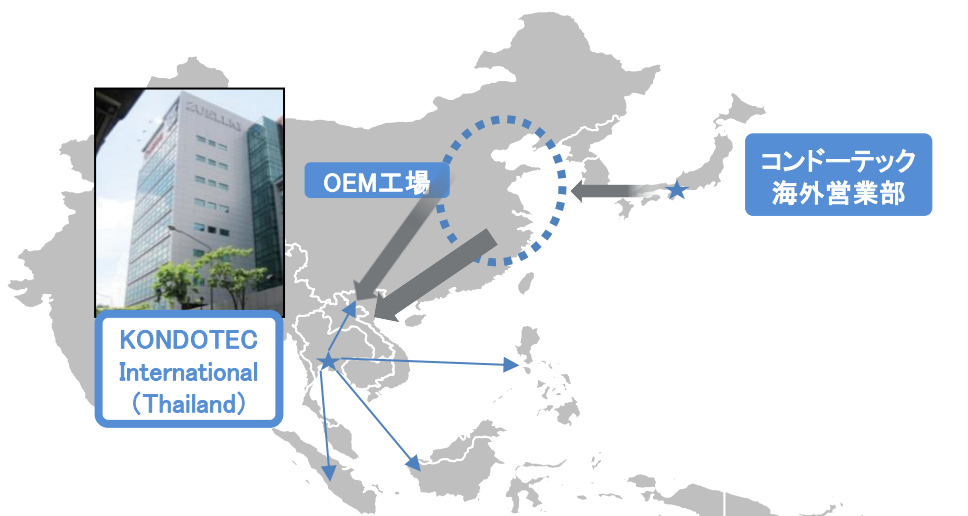 ZUELLIG
OEM工場
コンドーテック
海外営業部
KONDOTEC
International
(Thailand)